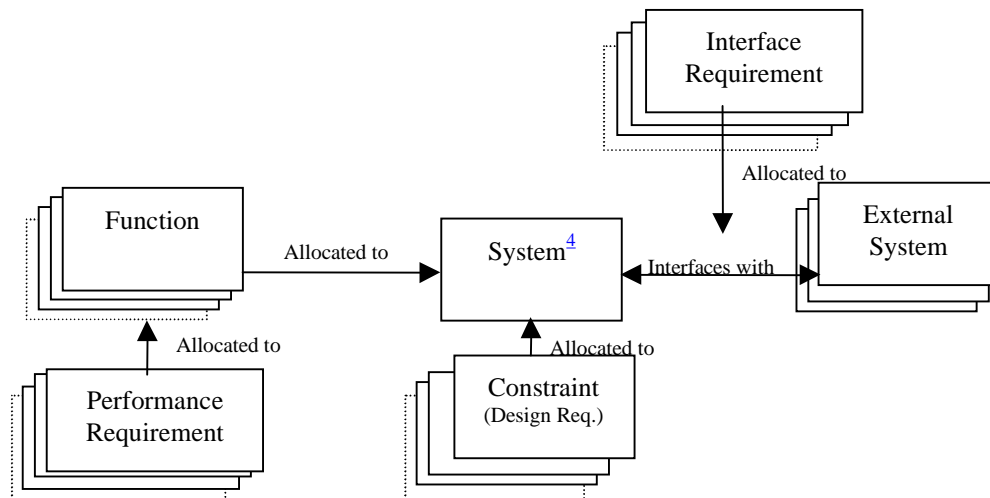 Interface
Requirement
Allocated to
Function
External
System
System4
Allocated to
Interfaces with
Allocated to
Allocated to
Performance
Requirement
Constraint
(Design Req.)